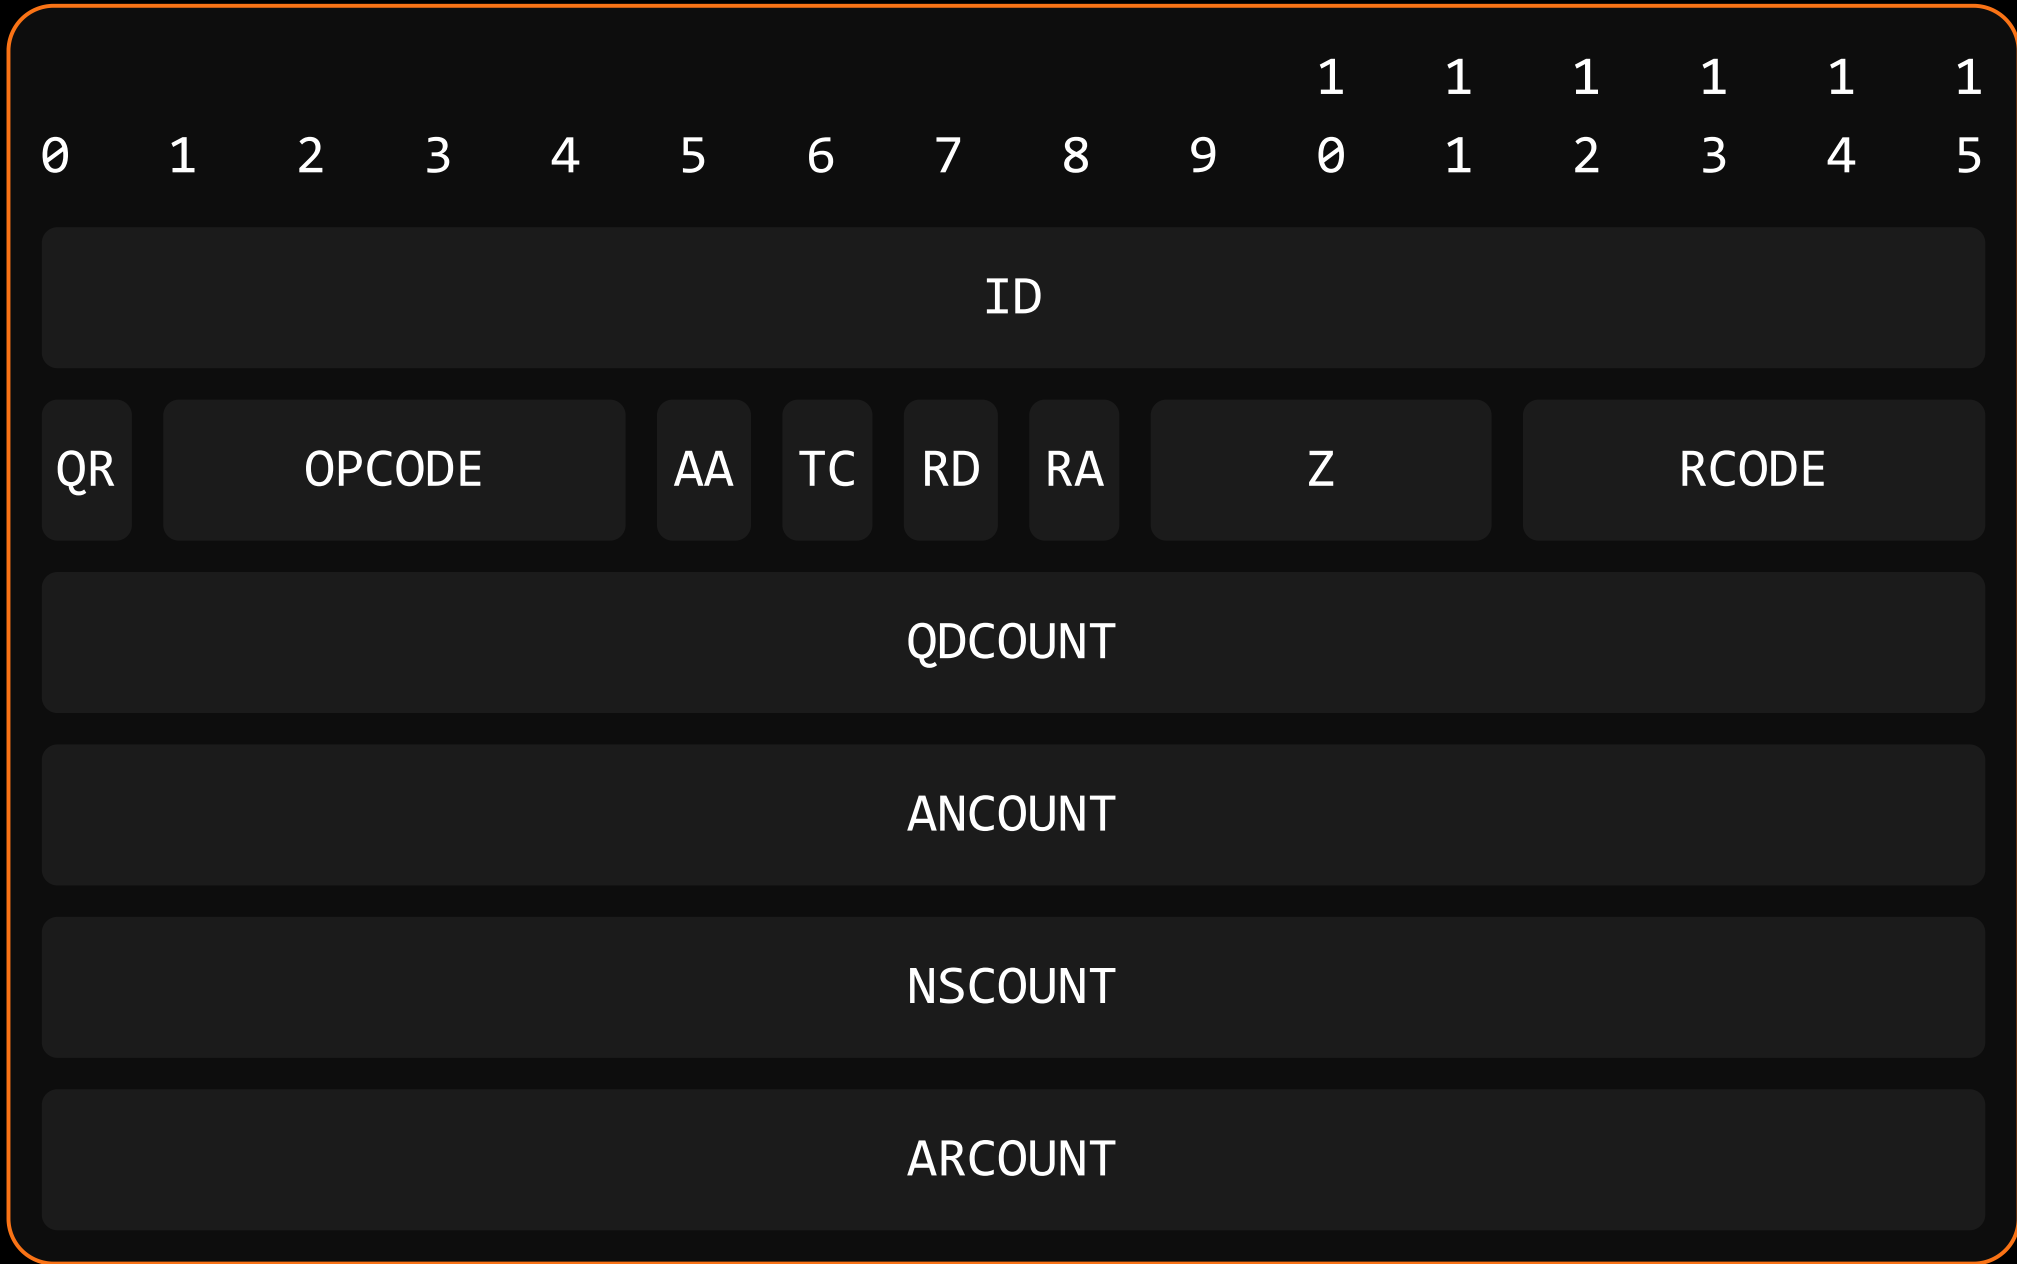 1 1 1 1 1 1
0 1 2 3 4 5 6 7 8 9 0 1 2 3 4 5
ID
QR OPCODE AA TC RD RA Z RCODE
QDCOUNT
ANCOUNT
NSCOUNT
ARCOUNT